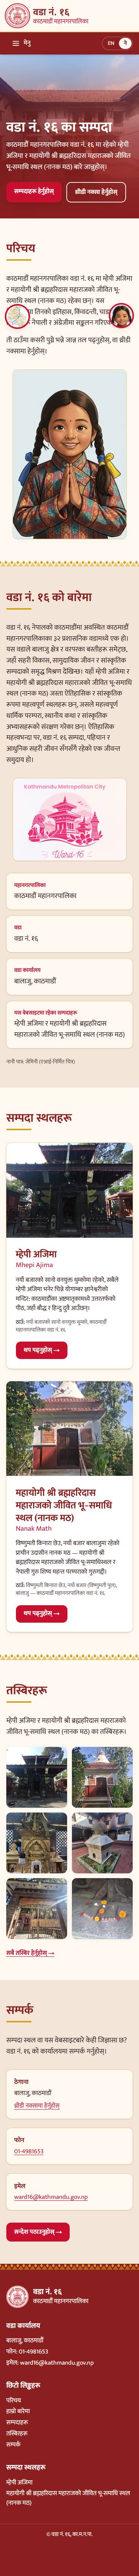 वडा नं. १६
काठमाडौं महानगरपालिका
मेनु
EN
ने
वडा नं. १६ का सम्पदा
काठमाडौं महानगरपालिका वडा नं. १६ मा रहेको म्हेपी अजिमा र महायोगी श्री ब्रह्महरिदास महाराजको जीवित भू-समाधि स्थल (नानक मठ) बारे जान्नुहोस्।
सम्पदाहरू हेर्नुहोस्
थ्रीडी नक्सा हेर्नुहोस्
परिचय
काठमाडौं महानगरपालिका वडा नं. १६ मा म्हेपी अजिमा र महायोगी श्री ब्रह्महरिदास महाराजको जीवित भू-
समाधि स्थल (नानक मठ) रहेका छन्। यस
तिनको इतिहास, किंवदन्ती,
नेपाली र अंग्रेजीमा सङ्कलन गरिए
ती ठाउँमा कसरी पुग्ने भन्ने जान्न तल पढ्नुहोस्, वा थ्रीडी नक्सामा हेर्नुहोस्।
वडा नं. १६ को बारेमा
वडा नं. १६ नेपालको काठमाडौंमा अवस्थित काठमाडौं महानगरपालिकाका ३२ प्रशासनिक वडामध्ये एक हो। यस वडाले बालाजु क्षेत्र र वरपरका बस्तीहरू समेट्छ, जहाँ सहरी विकास, सामुदायिक जीवन र सांस्कृतिक सम्पदाको समृद्ध मिश्रण देखिन्छ। यहाँ म्हेपी अजिमा र महायोगी श्री ब्रह्महरिदास महाराजको जीवित भू-समाधि स्थल (नानक मठ) जस्ता ऐतिहासिक र सांस्कृतिक रूपमा महत्त्वपूर्ण स्थलहरू छन्, जसले महत्त्वपूर्ण धार्मिक परम्परा, स्थानीय कथा र सांस्कृतिक अभ्यासहरूको संरक्षण गरेका छन्। ऐतिहासिक महत्त्वभन्दा पर, वडा नं. १६ सम्पदा, पहिचान र आधुनिक सहरी जीवन सँगसँगै रहेको एक जीवन्त समुदाय हो।
Kathmandu Metropolitan City
Ward-16
महानगरपालिका
काठमाडौं महानगरपालिका
वडा
वडा नं. १६
वडा कार्यालय
बालाजु, काठमाडौं
यस वेबसाइटमा रहेका सम्पदाहरू
म्हेपी अजिमा र महायोगी श्री ब्रह्महरिदास महाराजको जीवित भू-समाधि स्थल (नानक मठ)
सम्पदा स्थलहरू
म्हेपी अजिमा
Mhepi Ajima
थप पढ्नुहोस् →
महायोगी श्री ब्रह्महरिदास महाराजको जीवित भू-समाधि स्थल (नानक मठ)
Nanak Math
थप पढ्नुहोस् →
तस्बिरहरू
म्हेपी अजिमा र महायोगी श्री ब्रह्महरिदास महाराजको जीवित भू-समाधि स्थल (नानक मठ) का तस्बिरहरू।
सबै तस्बिर हेर्नुहोस् →
सम्पर्क
सम्पदा स्थल वा यस वेबसाइटबारे केही जिज्ञासा छ? वडा नं. १६ को कार्यालयमा सम्पर्क गर्नुहोस्।
ठेगाना
बालाजु, काठमाडौं
थ्रीडी नक्सामा हेर्नुहोस्
फोन
01-4981653
इमेल
ward16@kathmandu.gov.np
सन्देश पठाउनुहोस् →
वडा नं. १६
काठमाडौं महानगरपालिका
वडा कार्यालय
बालाजु, काठमाडौं
फोन: 01-4981653
इमेल: ward16@kathmandu.gov.np
छिटो लिङ्कहरू
परिचय
हाम्रो बारेमा
सम्पदाहरू
तस्बिरहरू
सम्पर्क
सम्पदा स्थलहरू
म्हेपी अजिमा
महायोगी श्री ब्रह्महरिदास महाराजको जीवित भू-समाधि स्थल (नानक मठ)
© वडा नं. १६, का.म.न.पा.